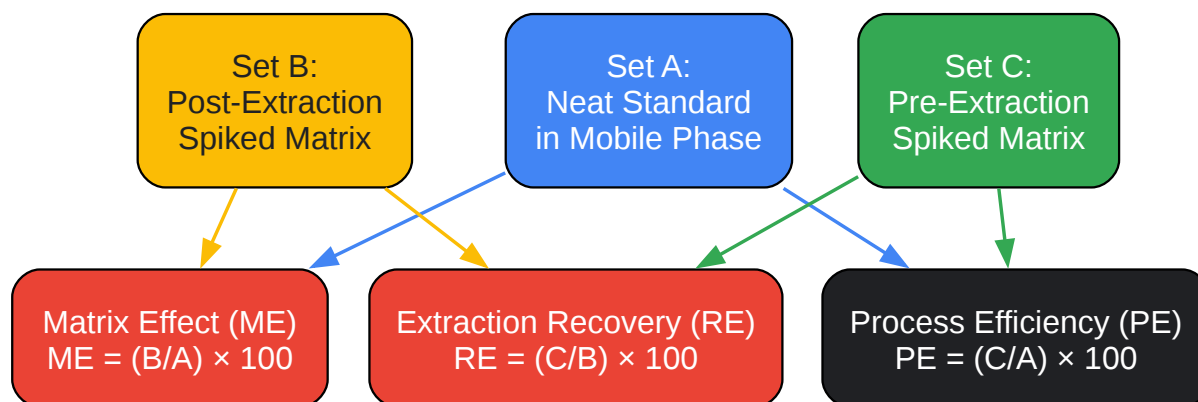 Set B:
Post-Extraction
Spiked Matrix
Set A:
Neat Standard
in Mobile Phase
Set C:
Pre-Extraction
Spiked Matrix
Matrix Effect (ME)
ME = (B/A) × 100
Extraction Recovery (RE)
RE = (C/B) × 100
Process Efficiency (PE)
PE = (C/A) × 100